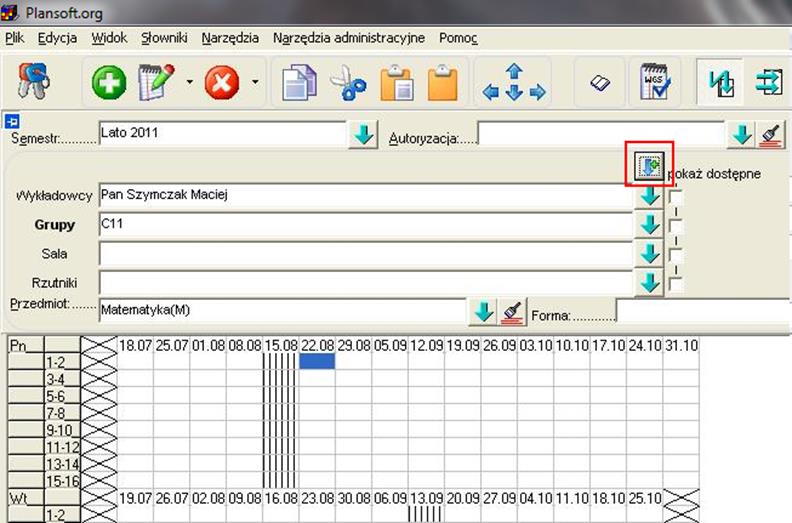 Plansoft.org
Plik Edycja Widok Słowniki Narzędzia Narzędzia administracyjne Pomoc
WGS
Semestr:......... Lato 2011 Autoryzacja:.....
pokaż dostępne
Wykładowcy Pan Szymczak Maciej
Grupy C11
Sala
Rzutniki
Przedmiot:....... Matematyka(M) Forma:............
Pn 18.07 25.07 01.08 08.08 15.08 22.08 29.08 05.09 12.09 19.09 26.09 03.10 10.10 17.10 24.10 31.10
1-2
3-4
5-6
7-8
9-10
11-12
13-14
15-16
Wt 19.07 26.07 02.08 09.08 16.08 23.08 30.08 06.09 13.09 20.09 27.09 04.10 11.10 18.10 25.10
1-2